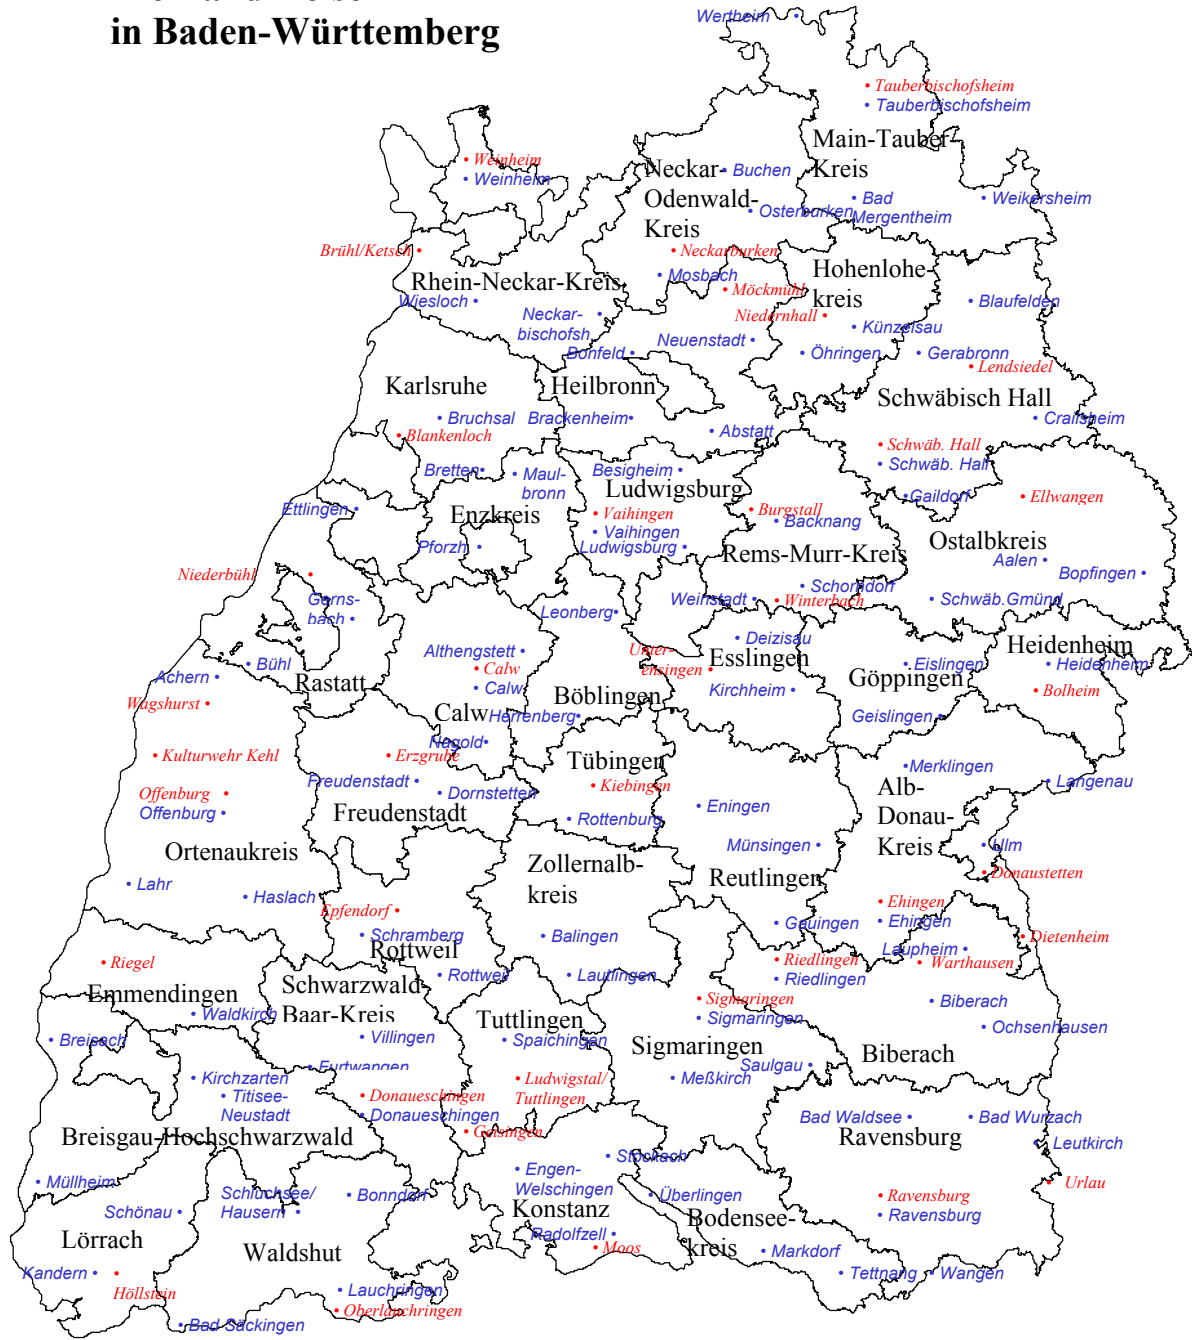 in Baden-Württemberg
Wertheim
Tauberbischofsheim
Tauberbischofsheim
Main-Tauber-
Kreis
Weinheim
Weinheim
Neckar-
Odenwald-
Kreis
Buchen
Osterburken
Bad
Mergentheim
Weikersheim
Brühl/Ketsch
Neckarburken
Mosbach
Möckmühl
Hohenlohe-
kreis
Rhein-Neckar-Kreis
Wiesloch
Neckar-
bischofsh.
Niedernhall
Künzelsau
Blaufelden
Bonfeld
Neuenstadt
Öhringen
Gerabronn
Lendsiedel
Karlsruhe
Heilbronn
Schwäbisch Hall
Bruchsal
Brackenheim
Crailsheim
Blankenloch
Abstatt
Schwäb. Hall
Schwäb. Hall
Bretten
Maul-
bronn
Besigheim
Ludwigsburg
Gaildorf
Ellwangen
Ettlingen
Enzkreis
Vaihingen
Vaihingen
Burgstall
Backnang
Pforzh.
Ludwigsburg
Rems-Murr-Kreis
Ostalbkreis
Aalen
Bopfingen
Niederbühl
Gerns-
bach
Leonberg
Weinstadt
Schorndorf
Winterbach
Schwäb.Gmünd
Deizisau
Heidenheim
Althengstett
Unter-
ensingen
Esslingen
Eislingen
Heidenheim
Bühl
Achern
Rastatt
Calw
Calw
Böblingen
Kirchheim
Göppingen
Bolheim
Wagshurst
Calw
Herrenberg
Geislingen
Nagold
Kulturwehr Kehl
Erzgrube
Tübingen
Merklingen
Offenburg
Offenburg
Freudenstadt
Dornstetten
Kiebingen
Alb-
Donau-
Kreis
Langenau
Freudenstadt
Rottenburg
Eningen
Ortenaukreis
Zollernalb-
kreis
Münsingen
Ulm
Lahr
Haslach
Reutlingen
Donaustetten
Epfendorf
Ehingen
Ehingen
Schramberg
Balingen
Gauingen
Dietenheim
Rottweil
Laupheim
Riegel
Rottweil
Lautlingen
Riedlingen
Riedlingen
Warthausen
Emmendingen
Schwarzwald
Baar-Kreis
Sigmaringen
Sigmaringen
Biberach
Waldkirch
Tuttlingen
Ochsenhausen
Breisach
Villingen
Spaichingen
Sigmaringen
Biberach
Furtwangen
Saulgau
Kirchzarten
Ludwigstal/
Tuttlingen
Meßkirch
Titisee-
Neustadt
Donaueschingen
Donaueschingen
Bad Waldsee
Bad Wurzach
Breisgau-Hochschwarzwald
Geisingen
Ravensburg
Leutkirch
Stockach
Müllheim
Engen-
Welschingen
Urlau
Schluchsee/
Häusern
Bonndorf
Überlingen
Ravensburg
Ravensburg
Schönau
Konstanz
Bodensee-
kreis
Lörrach
Waldshut
Radolfzell
Moos
Markdorf
Kandern
Höllstein
Lauchringen
Tettnang
Wangen
Oberlauchringen
Bad Säckingen